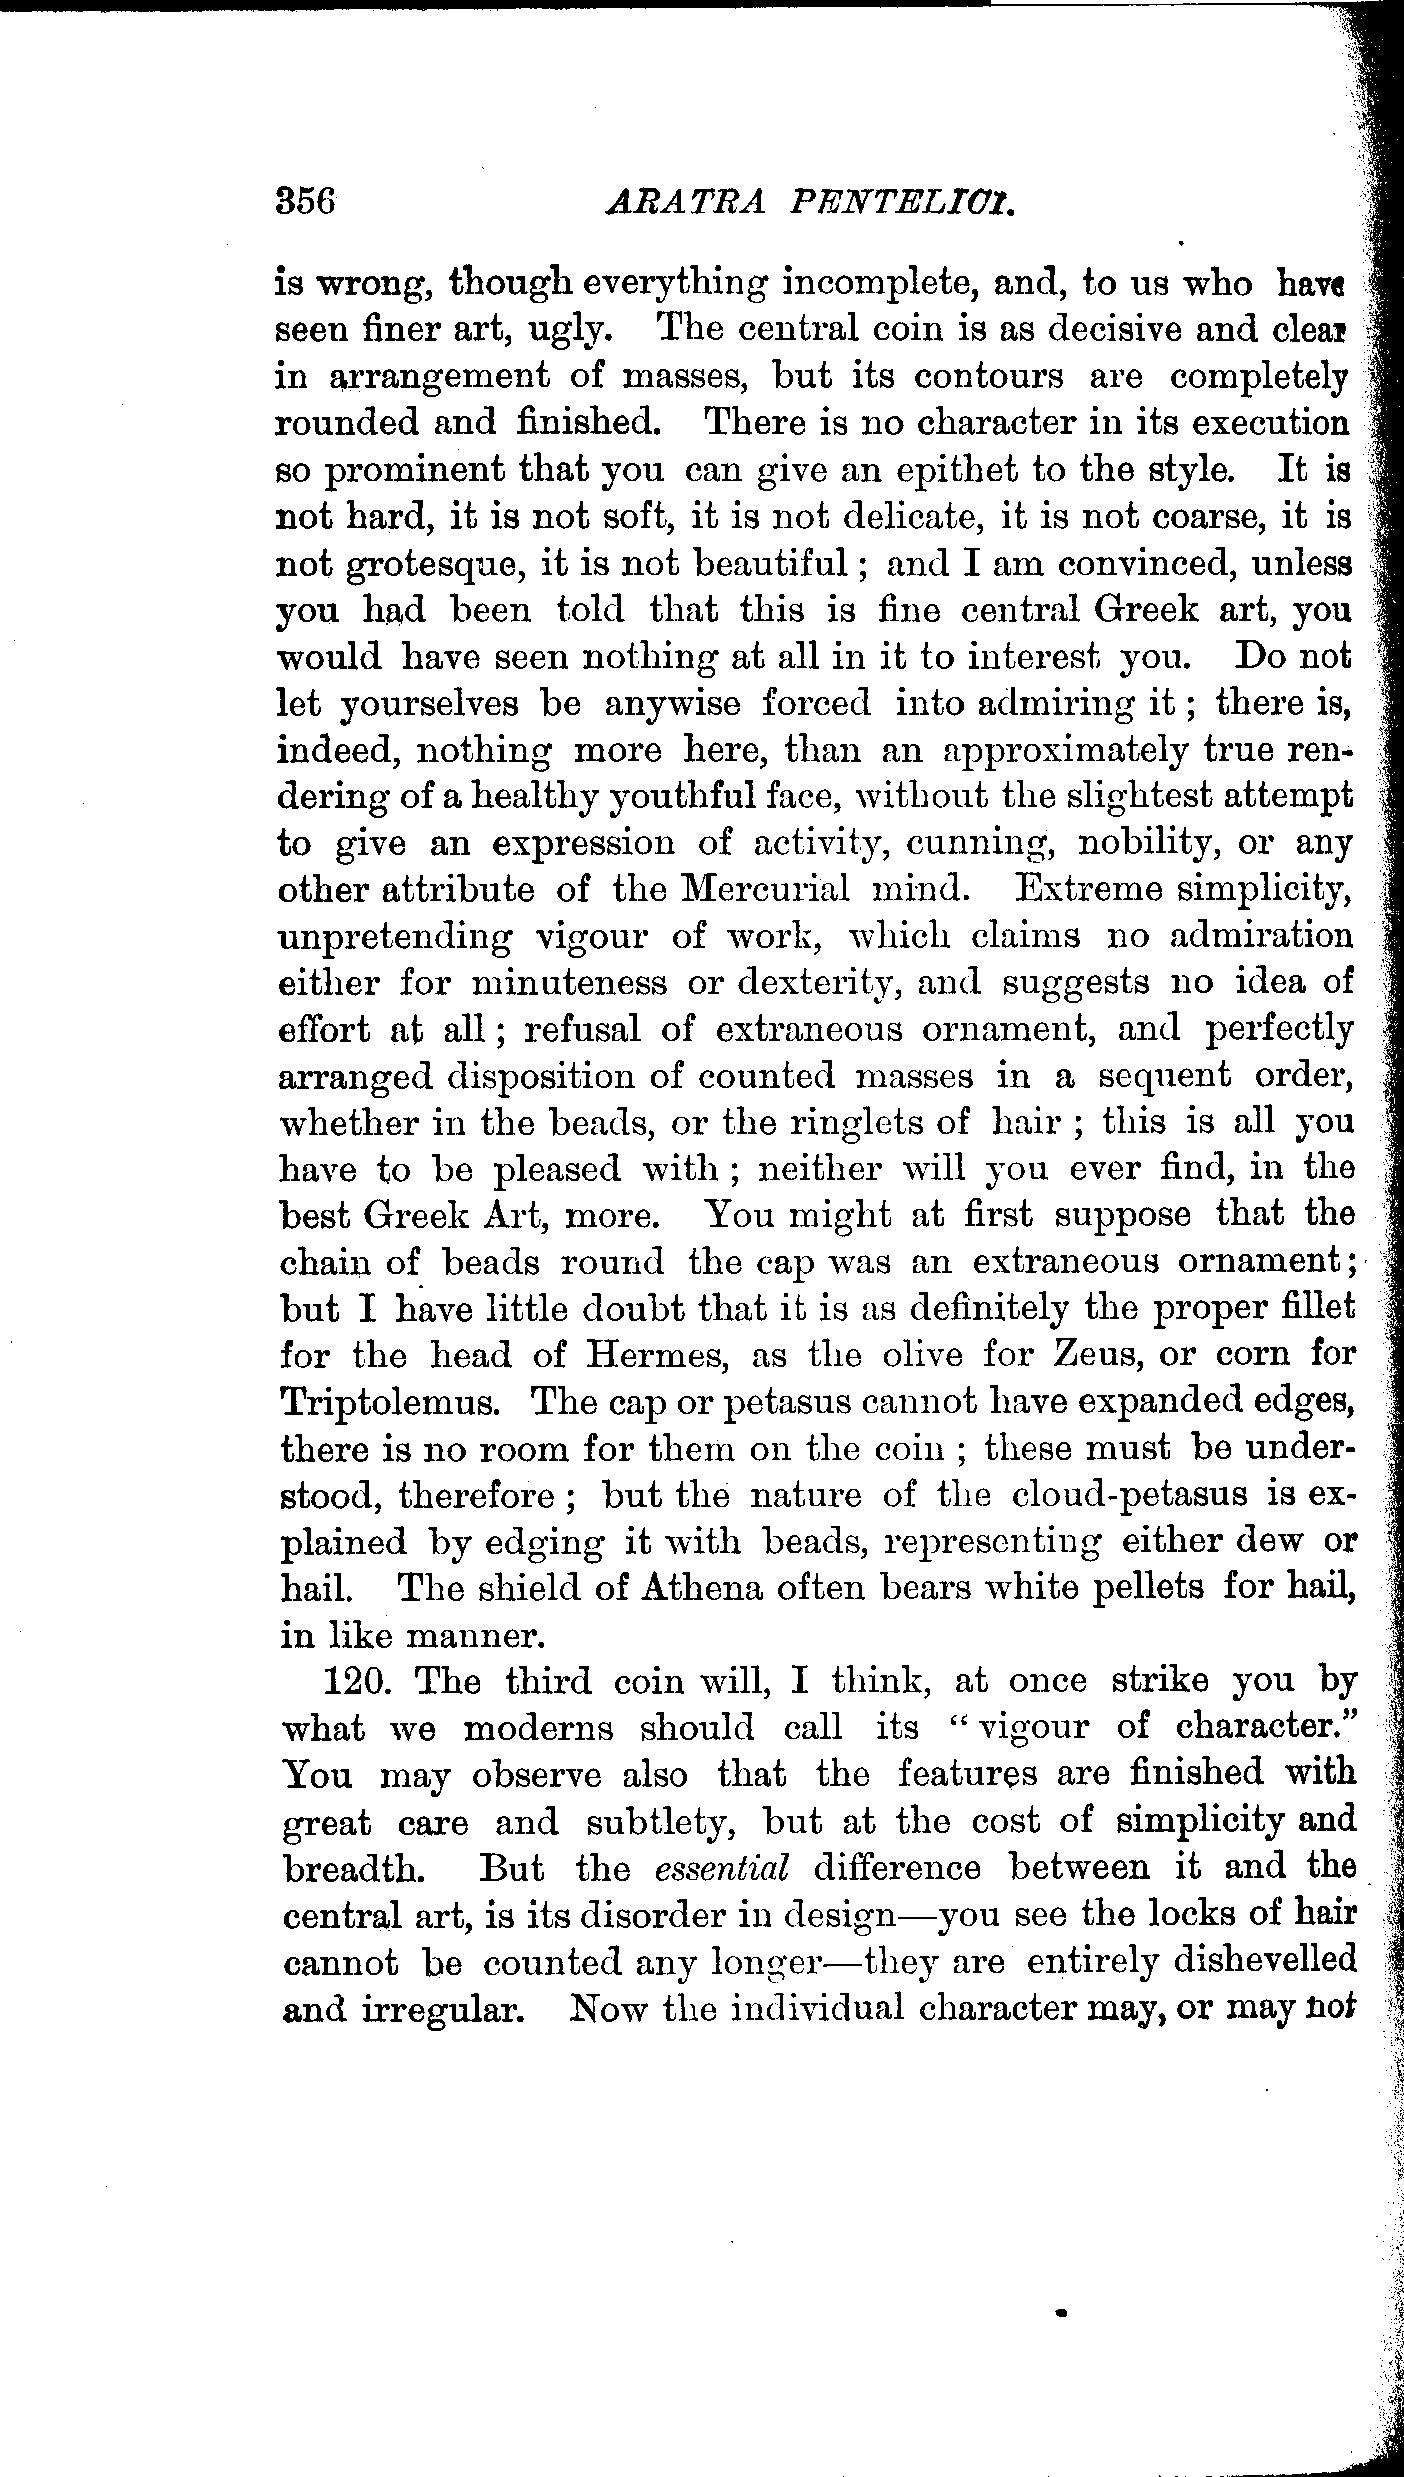 356 ARATRA PENTELICI.
is wrong, though everything incomplete, and, to us who have
seen finer art, ugly. The central coin is as decisive and clear
in arrangement of masses, but its contours are completely
rounded and finished. There is no character in its execution
so prominent that you can give an epithet to the style. It is
not hard, it is not soft, it is not delicate, it is not coarse, it is
not grotesque, it is not beautiful; and I am convinced, unless
you had been told that this is fine central Greek art, you
would have seen nothing at all in it to interest you. Do not
let yourselves be anywise forced into admiring it; there is,
indeed, nothing more here, than an approximately true ren-
dering of a healthy youthful face, without the slightest attempt
to give an expression of activity, cunning, nobility, or any
other attribute of the Mercurial mind. Extreme simplicity,
unpretending vigour of work, which claims no admiration
either for minuteness or dexterity, and suggests no idea of
effort at all; refusal of extraneous ornament, and perfectly
arranged disposition of counted masses in a sequent order,
whether in the beads, or the ringlets of hair; this is all you
have to be pleased with; neither will you ever find, in the
best Greek Art, more. You might at first suppose that the
chain of beads round the cap was an extraneous ornament;
but I have little doubt that it is as definitely the proper fillet
for the head of Hermes, as the olive for Zeus, or corn for
Triptolemus. The cap or petasus cannot have expanded edges,
there is no room for them on the coin; these must be under-
stood, therefore; but the nature of the cloud-petasus is ex-
plained by edging it with beads, representing either dew or
hail. The shield of Athena often bears white pellets for hail,
in like manner.
120. The third coin will, I think, at once strike you by
what we moderns should call its "vigour of character."
You may observe also that the features are finished with
great care and subtlety, but at the cost of simplicity and
breadth. But the essential difference between it and the
central art, is its disorder in design—you see the locks of hair
cannot be counted any longer—they are entirely dishevelled
and irregular. Now the individual character may, or may not